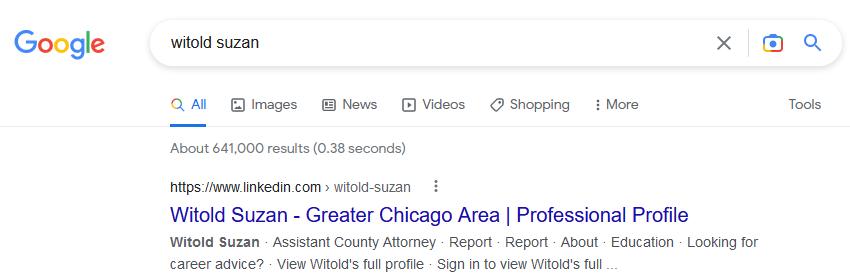 Google
witold suzan
All Images News Videos Shopping More Tools
About 641,000 results (0.38 seconds)
https://www.linkedin.com › witold-suzan
Witold Suzan - Greater Chicago Area | Professional Profile
Witold Suzan · Assistant County Attorney · Report · Report · About · Education · Looking for
career advice? · View Witold's full profile · Sign in to view Witold's full ...